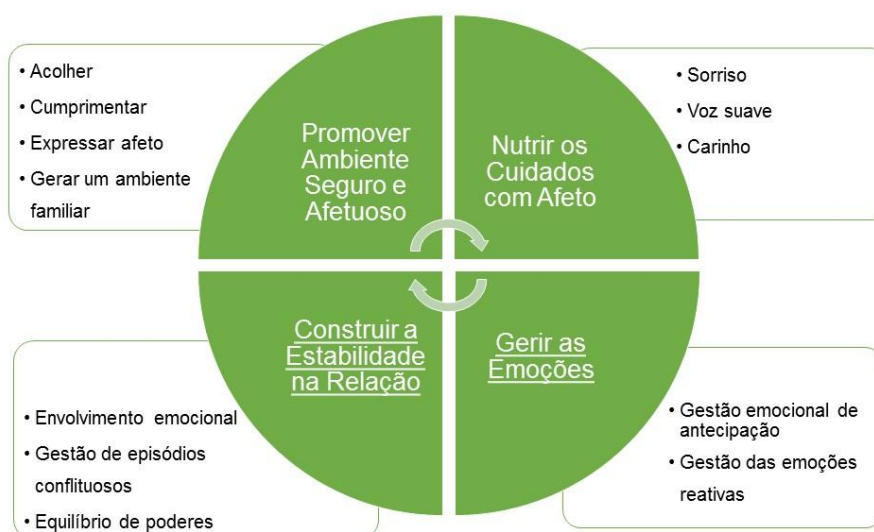 • Acolher
• Cumprimentar
• Expressar afeto
• Gerar um ambiente
familiar
Promover
Ambiente
Seguro e
Afetuoso
Nutrir os
Cuidados
com Afeto
• Sorriso
• Voz suave
• Carinho
Construir a
Estabilidade
na Relação
Gerir as
Emoções
• Envolvimento emocional
• Gestão de episódios
conflituosos
• Equilíbrio de poderes
• Gestão emocional de
antecipação
• Gestão das emoções
reativas